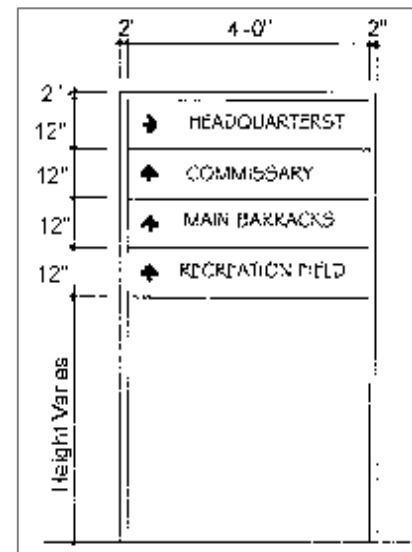 2' 4-0" 2"
2"
12" HEADQUARTERST
12" COMMISSARY
12" MAIN BARRACKS
12" RECREATION FIELD
Height Varies